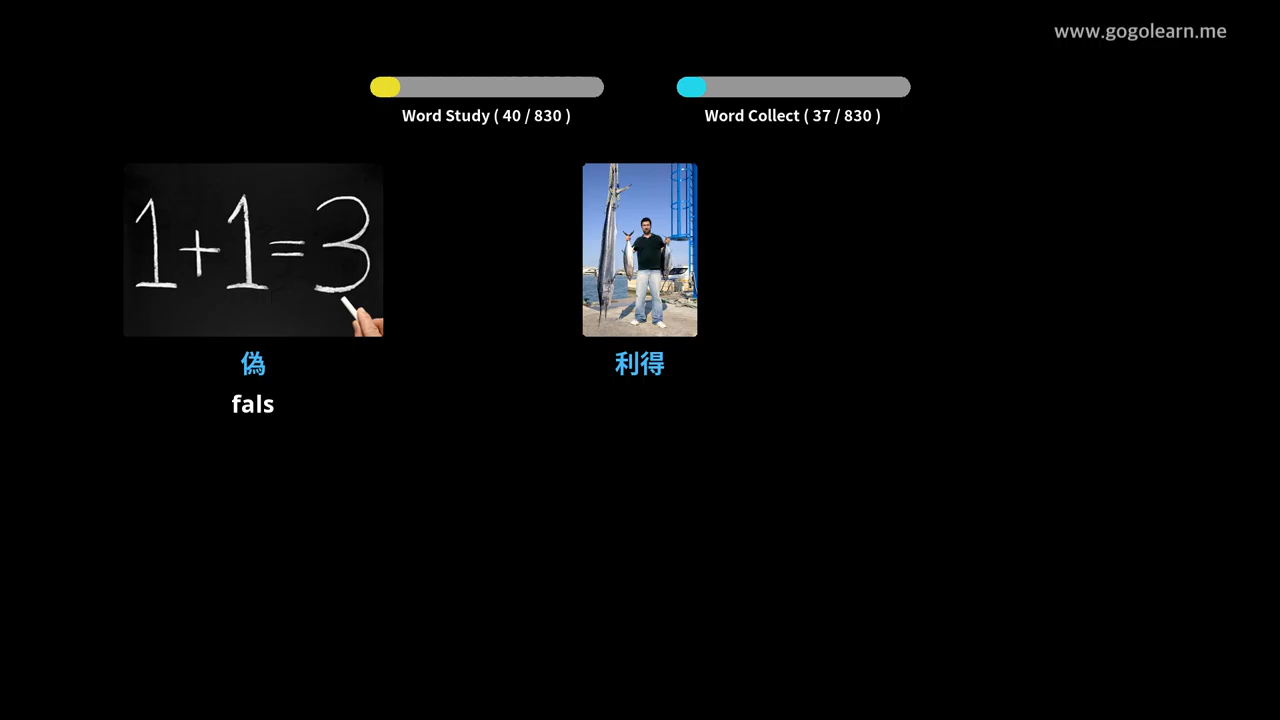 www.gogolearn.me
Word Study ( 40 / 830 )
Word Collect ( 37 / 830 )
1+1=3
偽
fals
利得